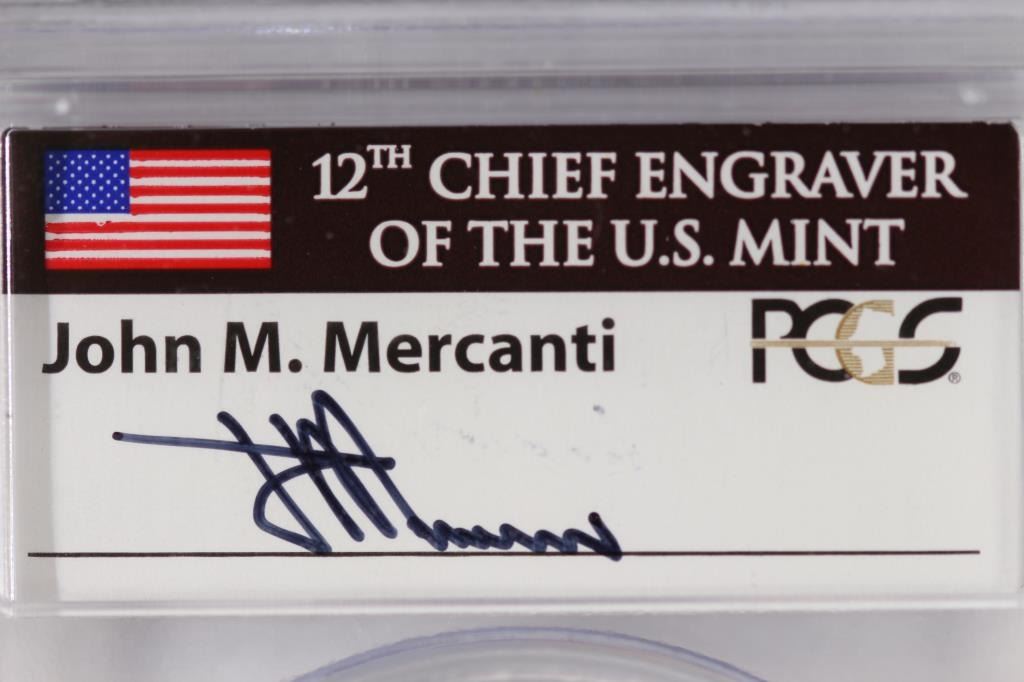 12TH CHIEF ENGRAVER
OF THE U.S. MINT
John M. Mercanti
PCGS®